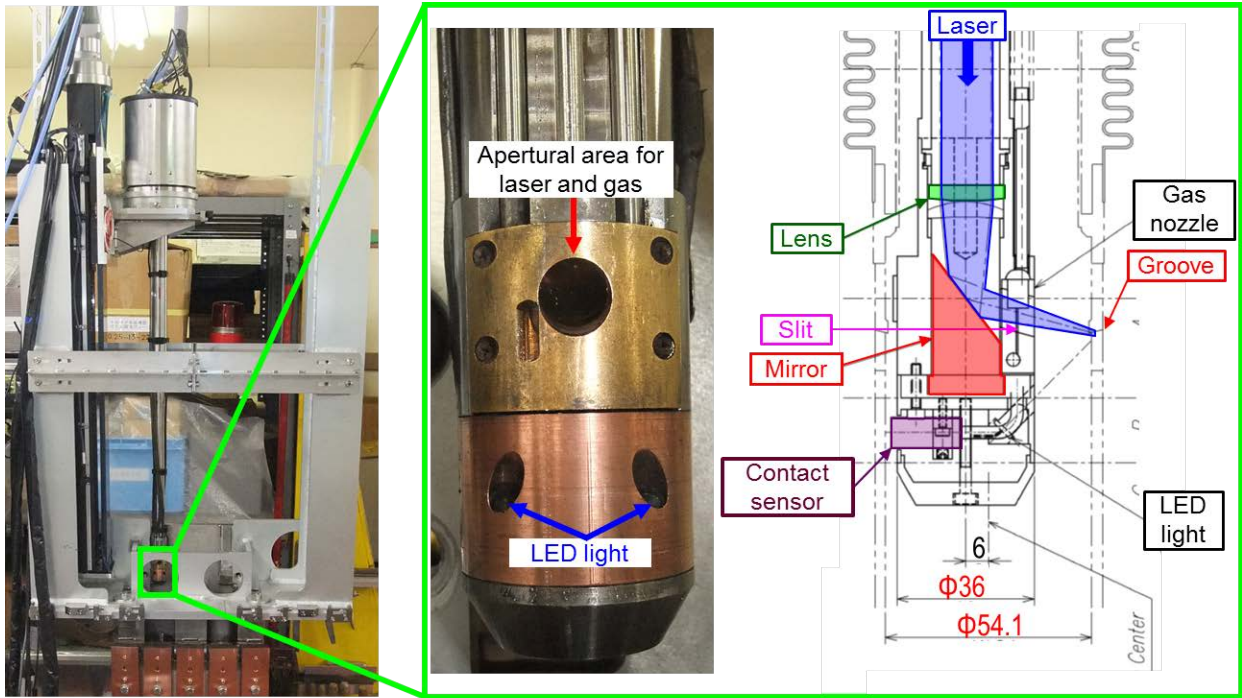 Apertural area for
laser and gas
LED light
Laser
Lens
Slit
Mirror
Contact
sensor
Gas
nozzle
Groove
LED
light
6
Φ36
Φ54.1
Center
A